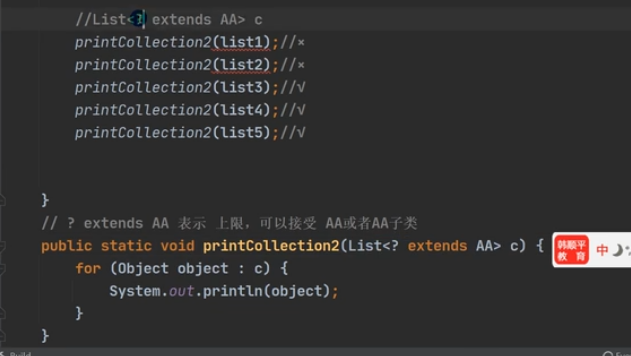 //List<? extends AA> c
printCollection2(list1);//×
printCollection2(list2);//×
printCollection2(list3);//√
printCollection2(list4);//√
printCollection2(list5);//√
}
// ? extends AA 表示 上限，可以接受 AA或者AA子类
public static void printCollection2(List<? extends AA> c) {
for (Object object : c) {
System.out.println(object);
}
}
韩顺平
教育
中
Build